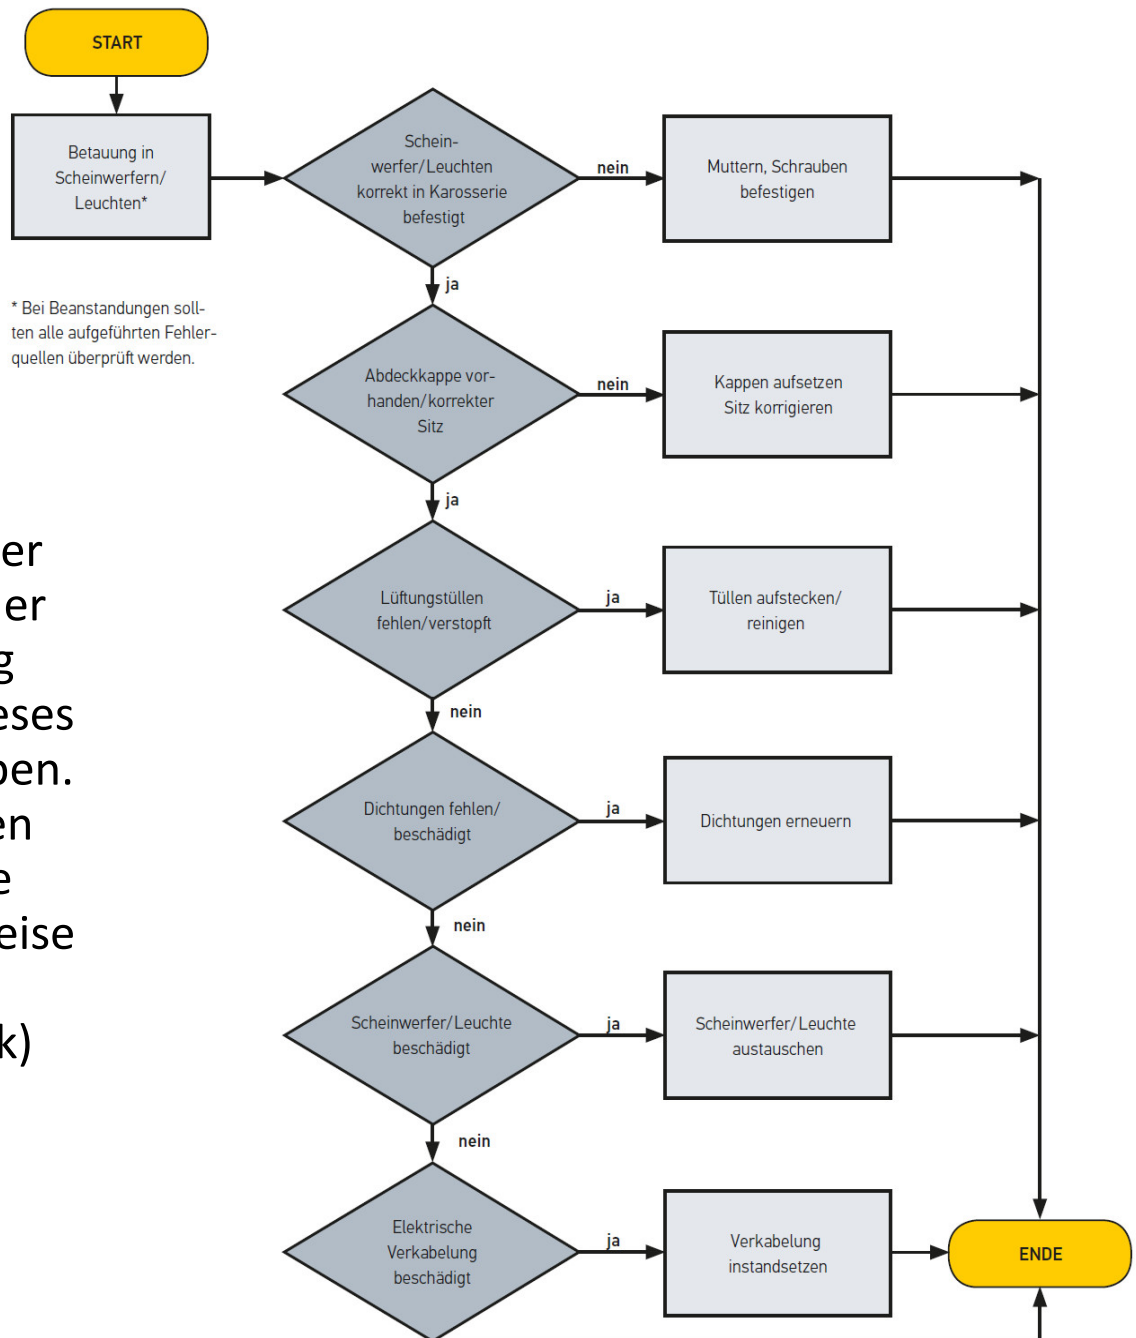 START
Betauung in
Scheinwerfern/
Leuchten*
* Bei Beanstandungen soll-
ten alle aufgeführten Fehler-
quellen überprüft werden.
Schein-
werfer/Leuchten
korrekt in Karosserie
befestigt
nein
Muttern, Schrauben
befestigen
ja
Abdeckkappe vor-
handen/korrekter
Sitz
nein
Kappen aufsetzen
Sitz korrigieren
ja
Lüftungstüllen
fehlen/verstopft
ja
Tüllen aufstecken/
reinigen
nein
Dichtungen fehlen/
beschädigt
ja
Dichtungen erneuern
nein
Scheinwerfer/Leuchte
beschädigt
ja
Scheinwerfer/Leuchte
austauschen
nein
Elektrische
Verkabelung
beschädigt
ja
Verkabelung
instandsetzen
ENDE
er
er
g
eses
ben.
en
e
eise
k)